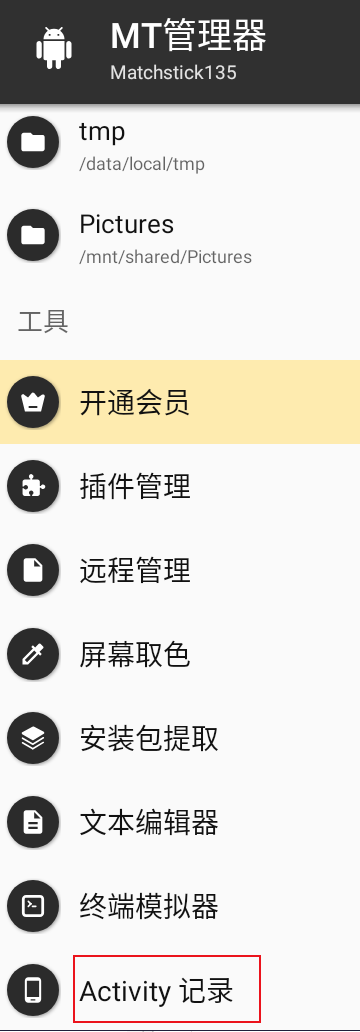 MT管理器
Matchstick135
tmp
/data/local/tmp
Pictures
/mnt/shared/Pictures
工具
开通会员
插件管理
远程管理
屏幕取色
安装包提取
文本编辑器
终端模拟器
Activity 记录